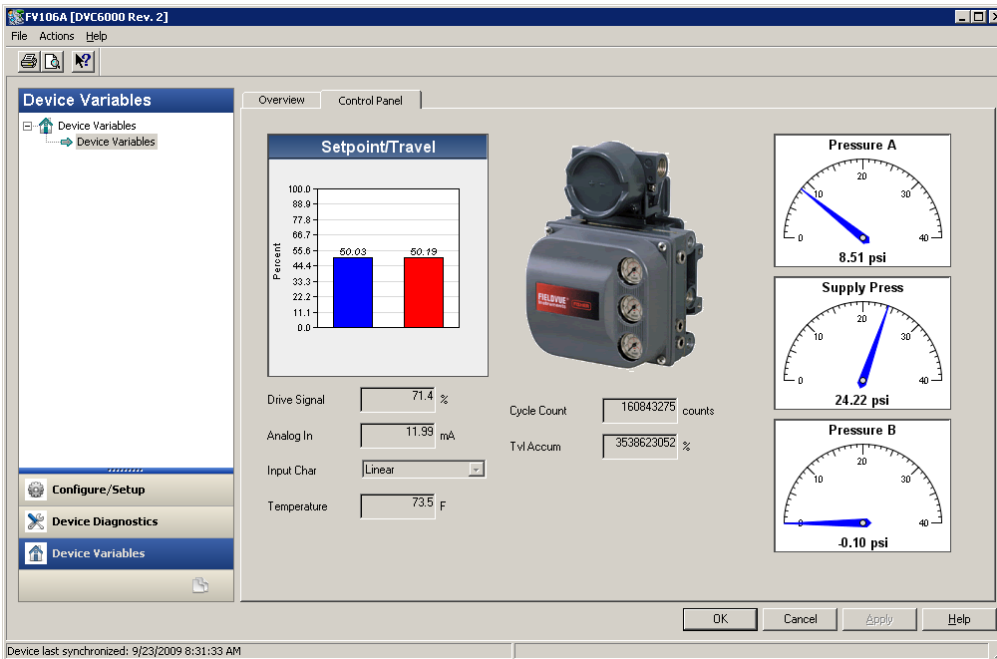 FV106A [DVC6000 Rev. 2]
File Actions Help
Device Variables
Device Variables
Device Variables
Configure/Setup
Device Diagnostics
Device Variables
Overview Control Panel
Setpoint/Travel
Percent
100.0
88.9
77.8
66.7
55.6
44.4
33.3
22.2
11.1
0.0
50.03 50.19
Drive Signal 71.4 %
Analog In 11.99 mA
Input Char Linear
Temperature 73.5 F
FIELDVUE
Cycle Count 160843275 counts
Tvl Accum 3538623052 %
Pressure A
0 10 20 30 40
8.51 psi
Supply Press
0 10 20 30 40
24.22 psi
Pressure B
0 10 20 30 40
-0.10 psi
OK Cancel Apply Help
Device last synchronized: 9/23/2009 8:31:33 AM